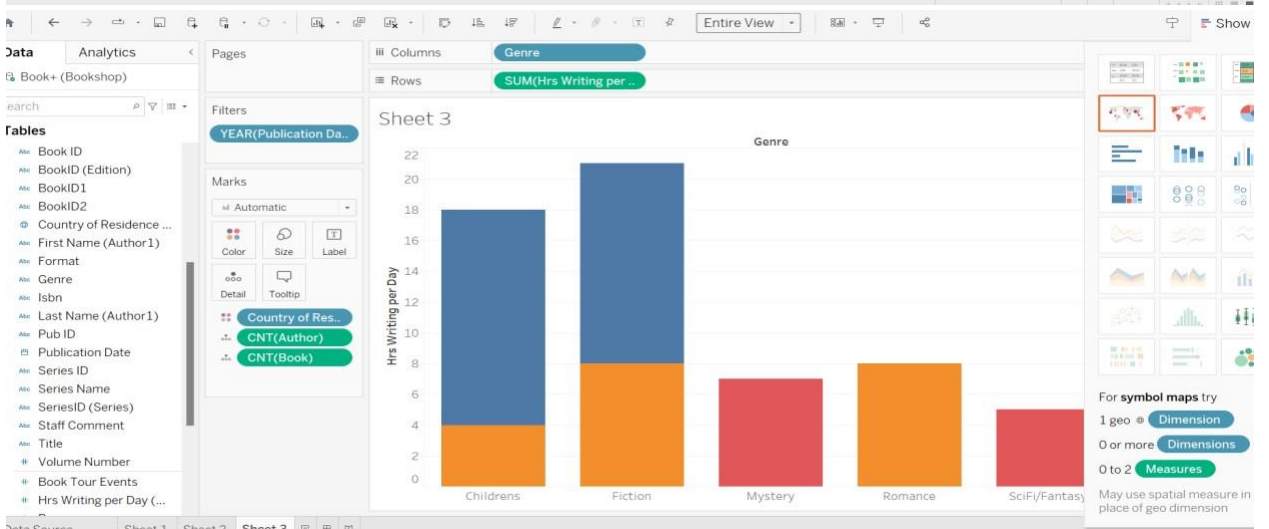 Entire View
Show
Data Analytics
Book+ (Bookshop)
Tables
Book ID
BookID (Edition)
BookID1
BookID2
Country of Residence ...
First Name (Author1)
Format
Genre
Isbn
Last Name (Author1)
Pub ID
Publication Date
Series ID
Series Name
SeriesID (Series)
Staff Comment
Title
Volume Number
Book Tour Events
Hrs Writing per Day (...
Pages
Filters
YEAR(Publication Da..
Marks
Automatic
Color Size Label
Detail Tooltip
Country of Res..
CNT(Author)
CNT(Book)
Columns Genre
Rows SUM(Hrs Writing per ..
Sheet 3
Genre
Hrs Writing per Day
22
20
18
16
14
12
10
8
6
4
2
0
Childrens Fiction Mystery Romance SciFi/Fantasy
For symbol maps try
1 geo Dimension
0 or more Dimensions
0 to 2 Measures
May use spatial measure in
place of geo dimension
Data Source Sheet 1 Sheet 2 Sheet 3